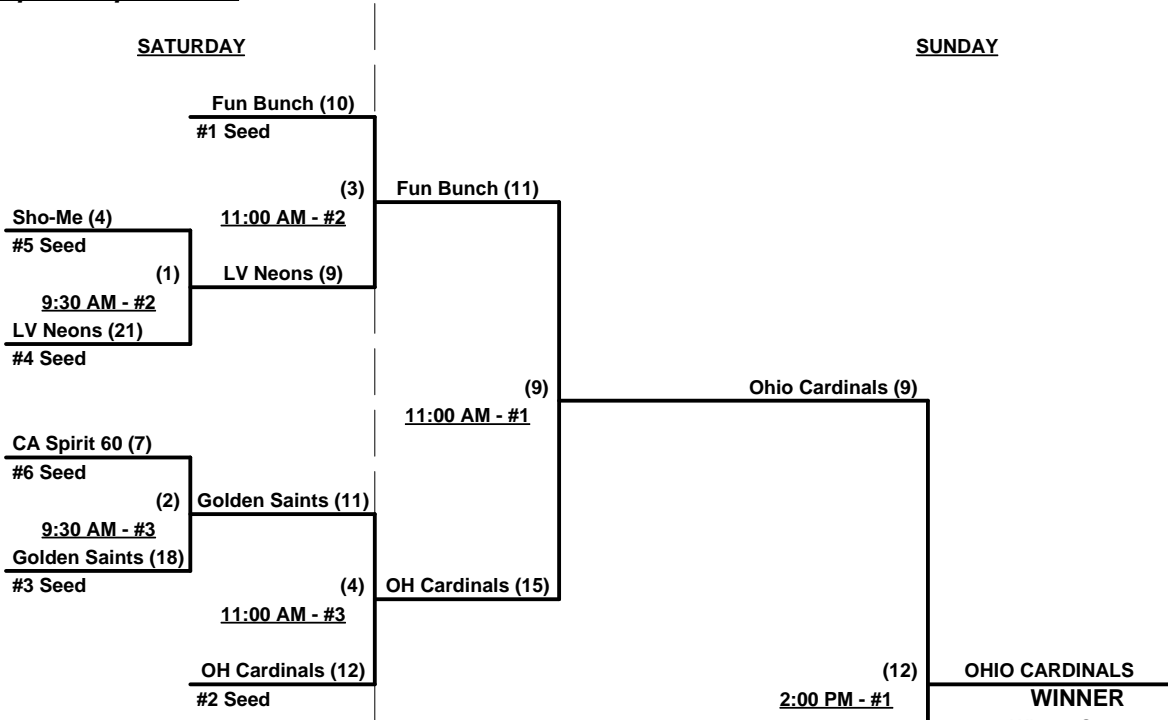 SATURDAY
SUNDAY
Fun Bunch (10)
#1 Seed
(3)
Fun Bunch (11)
Sho-Me (4)
11:00 AM - #2
#5 Seed
(1)
LV Neons (9)
9:30 AM - #2
LV Neons (21)
#4 Seed
(9)
Ohio Cardinals (9)
11:00 AM - #1
CA Spirit 60 (7)
#6 Seed
(2)
Golden Saints (11)
9:30 AM - #3
Golden Saints (18)
#3 Seed
(4)
OH Cardinals (15)
11:00 AM - #3
OH Cardinals (12)
(12)
OHIO CARDINALS
#2 Seed
2:00 PM - #1
WINNER